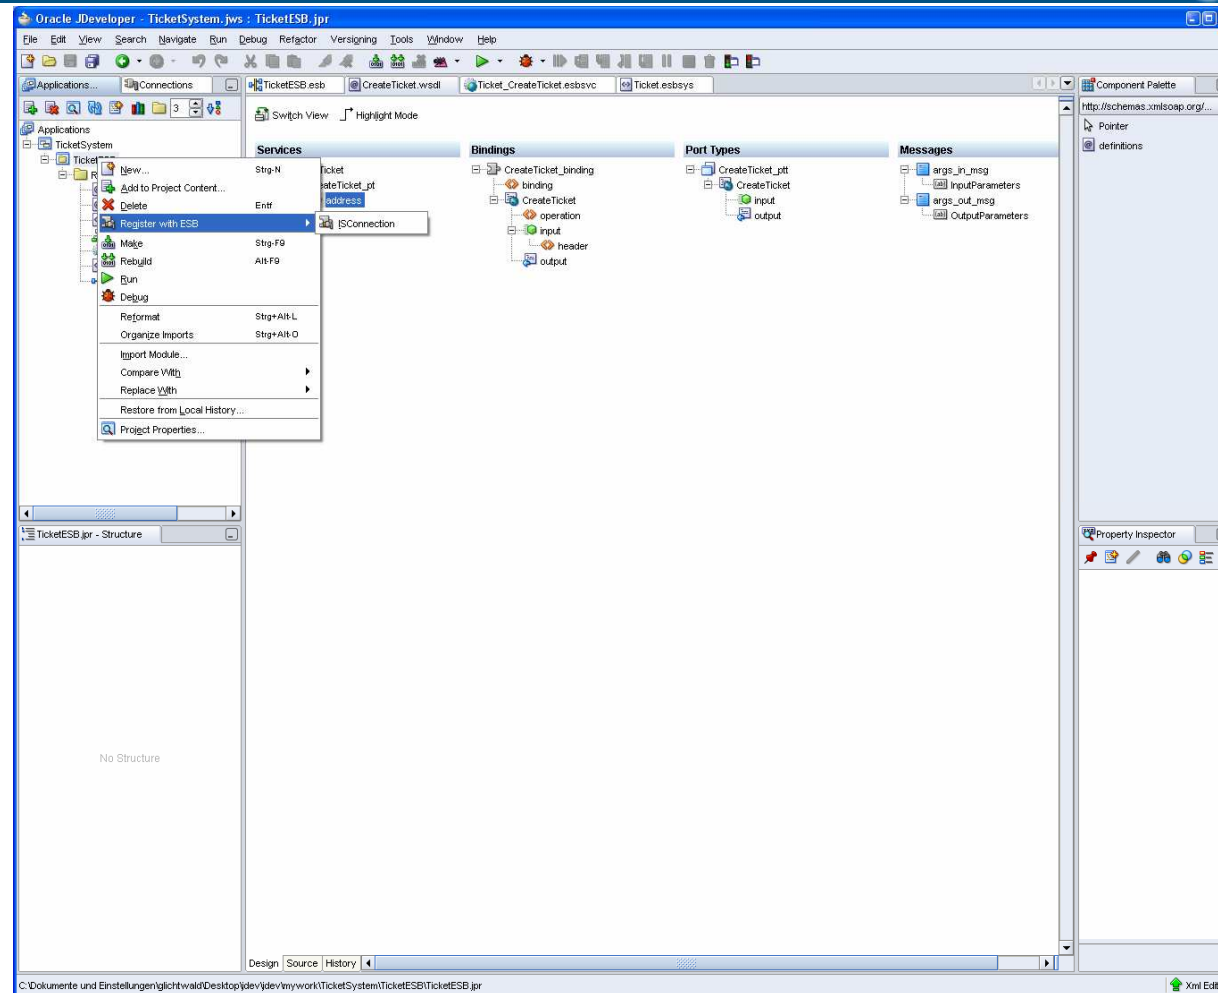 Oracle JDeveloper - TicketSystem.jws : TicketESB.jpr
File Edit View Search Navigate Run Debug Refactor Versigning Tools Window Help
Applications... Connections TicketESB.esb CreateTicket.wsdl Ticket_CreateTicket.esbsvc Ticket.esbsys Component Palette
3 Switch View Highlight Mode http://schemas.xmlsoap.org/...
Applications Pointer
TicketSystem definitions
Services Bindings Port Types Messages
New... Strg-N CreateTicket_binding CreateTicket_ptt args_in_msg
Add to Project Content... binding CreateTicket InputParameters
Delete Entf address CreateTicket input args_out_msg
Register with ESB ISConnection operation output OutputParameters
input
Make Strg-F9 header
Rebuild Alt-F9 output
Run
Debug
Reformat Strg+Alt-L
Organize Imports Strg+Alt-O
Import Module...
Compare With
Replace With
Restore from Local History...
Project Properties...
TicketESB.jpr - Structure Property Inspector
No Structure
Design Source History
C:\Dokumente und Einstellungen\glichtwald\Desktop\jdev\jdev\mywork\TicketSystem\TicketESB\TicketESB.jpr Xml Edit